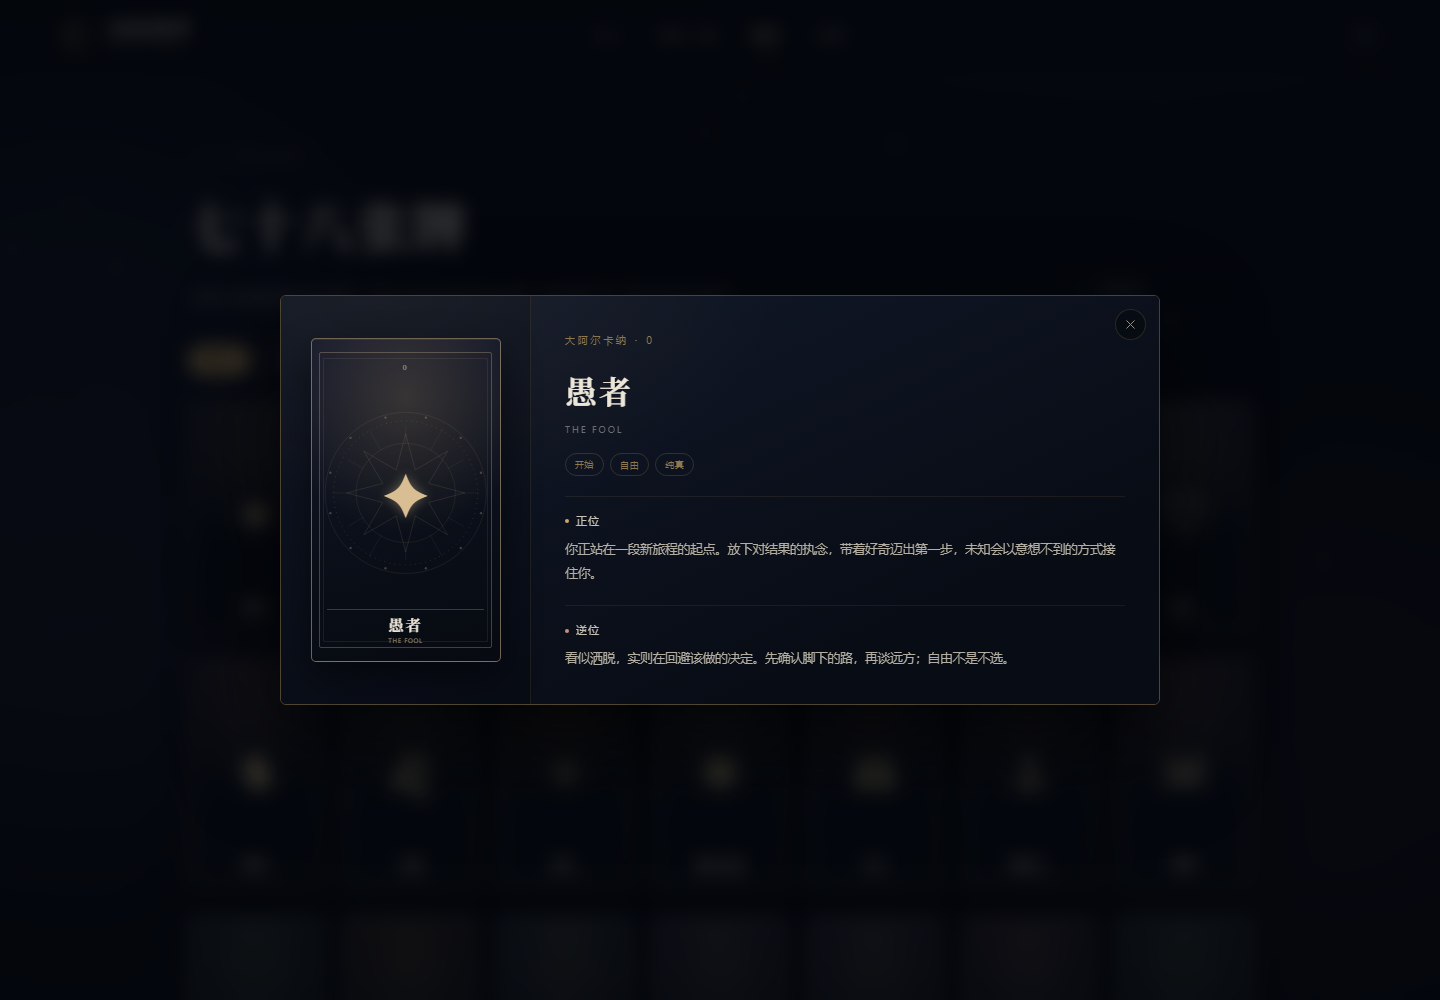 七十八张牌
0
愚者
THE FOOL
大阿尔卡纳 · 0
愚者
THE FOOL
开始
自由
纯真
正位
你正站在一段新旅程的起点。放下对结果的执念，带着好奇迈出第一步，未知会以意想不到的方式接
住你。
逆位
看似洒脱，实则在回避该做的决定。先确认脚下的路，再谈远方；自由不是不选。